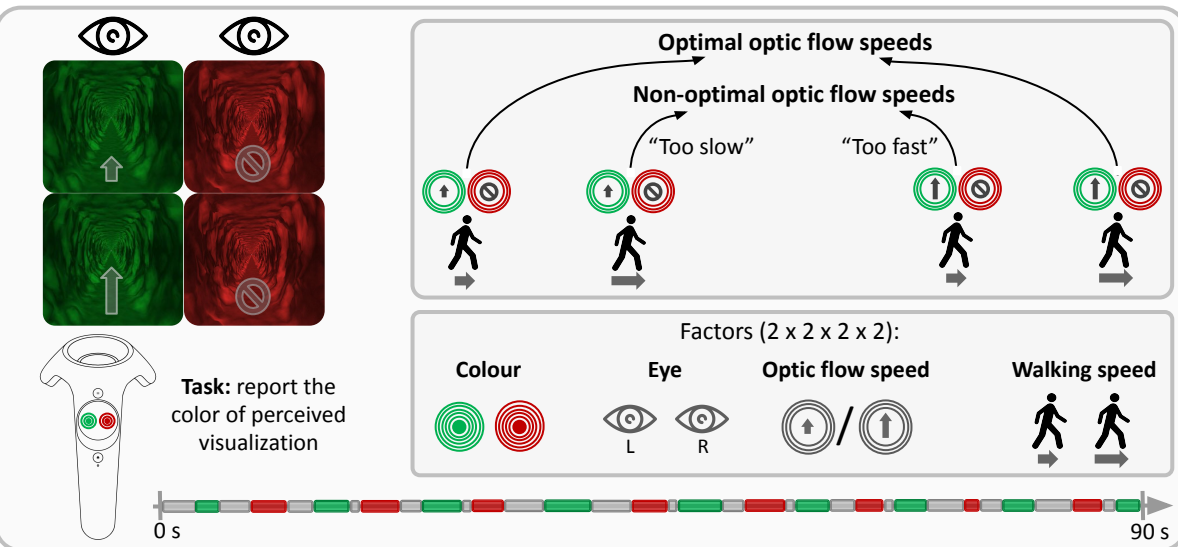 Optimal optic flow speeds
Non-optimal optic flow speeds
“Too slow”
“Too fast”
Task: report the
color of perceived
visualization
Factors (2 x 2 x 2 x 2):
Colour
Eye
Optic flow speed
Walking speed
/
L
R
0 s
90 s